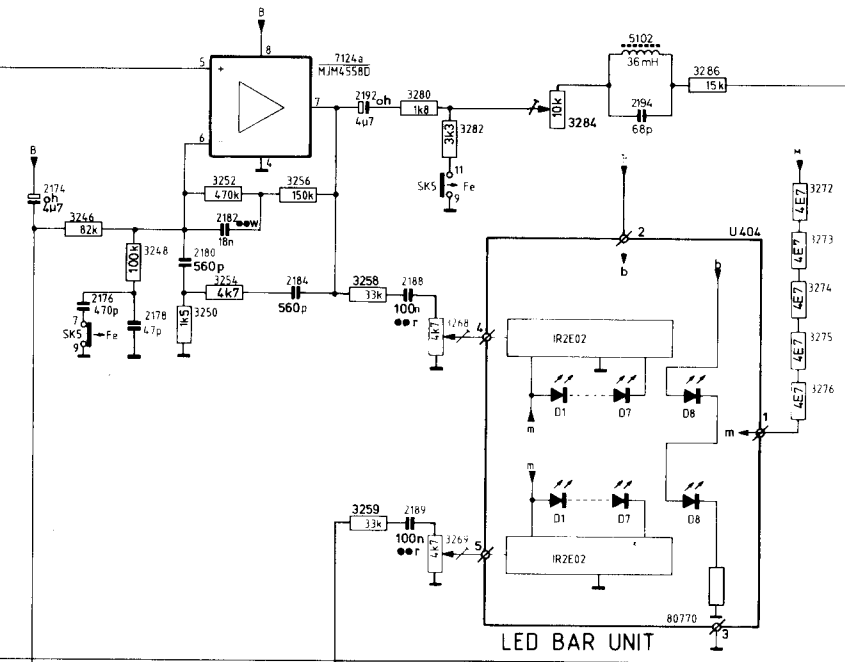 B
8
5
+
7124a
MJM4558D
7
6
4
2192 oh
4µ7
3280
1k8
3k3
3282
11
SK5 Fe
9
10k
3284
5102
36mH
2194
68p
3286
15k
B
2174
oh
4µ7
3246
82k
3252
470k
3256
150k
2182 ●●w
18n
100k
3248
2180
560p
3254
4k7
2184
560p
1k5
3250
2176
470p
7
SK5 Fe
9
2178
47p
3258
33k
2188
100n
●●r
4k7
3268
4
2
b
b
U404
IR2E02
D1
D7
D8
m
m
D1
D7
D8
IR2E02
m
1
3259
33k
2189
100n
●●r
4k7
3269
5
80770
3
4E7
3272
4E7
3273
4E7
3274
4E7
3275
4E7
3276
LED BAR UNIT